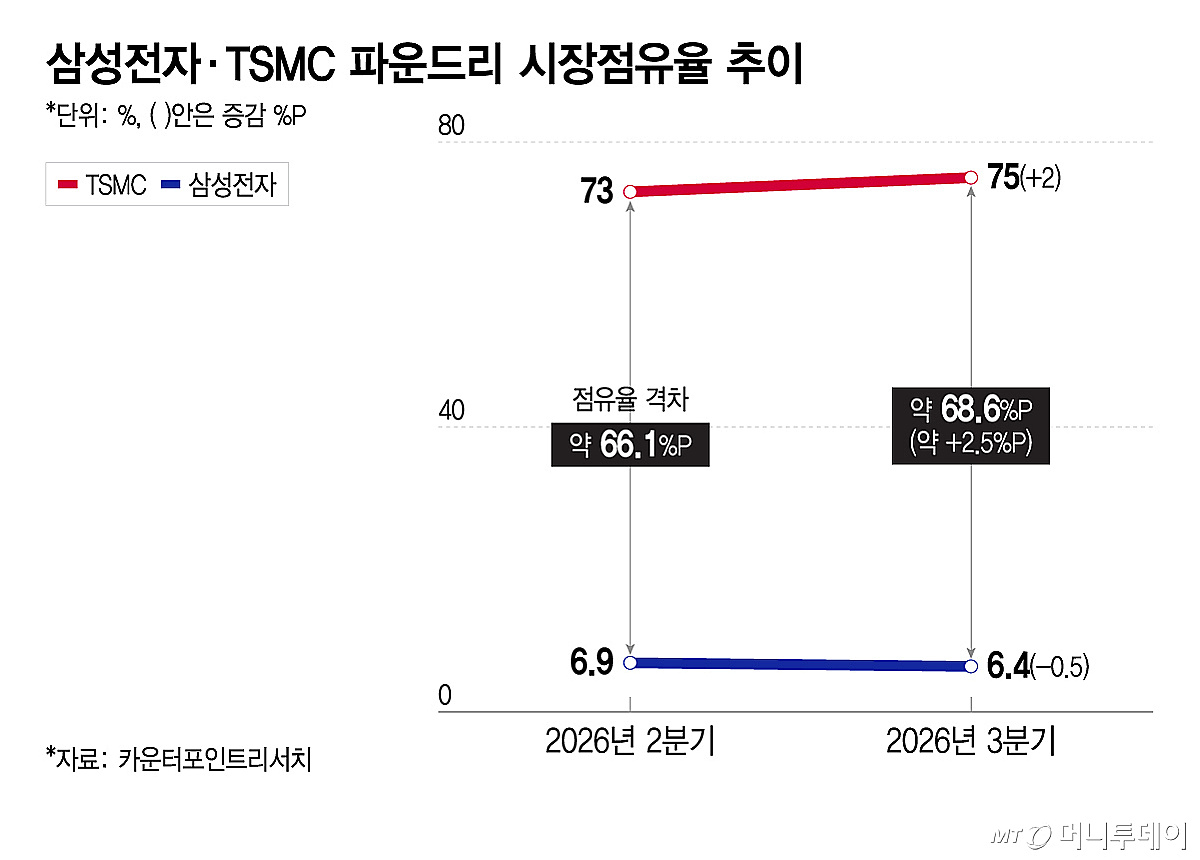 삼성전자·TSMC 파운드리 시장점유율 추이
*단위: %, ( )안은 증감 %P
TSMC 삼성전자
80
73
75(+2)
점유율 격차
40
약 66.1%P
약 68.6%P
(약 +2.5%P)
6.9
6.4(−0.5)
0
2026년 2분기
2026년 3분기
*자료: 카운터포인트리서치
MT 머니투데이